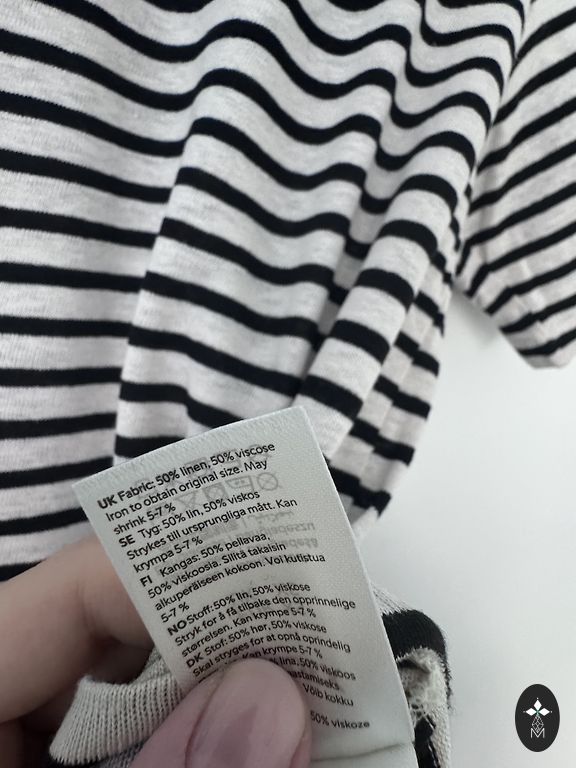 UK Fabric: 50% linen, 50% viscose
Iron to obtain original size. May
shrink 5-7 %
SE Tyg: 50% lin, 50% viskos
Strykes till ursprungliga mått. Kan
krympa 5-7 %
FI Kangas: 50% pellavaa,
50% viskoosia. Silitä takaisin
alkuperäiseen kokoon. Voi kutistua
5-7 %
NO Stoff: 50% lin, 50% viskose
Stryk for å få tilbake den opprinnelige
størrelsen. Kan krympe 5-7 %
DK Stof: 50% hør, 50% viskose
Skal stryges for at opnå oprindelig
Kan krympe 5-7 %
lina, 50% viskoos
Võib kokku
50% viskoze